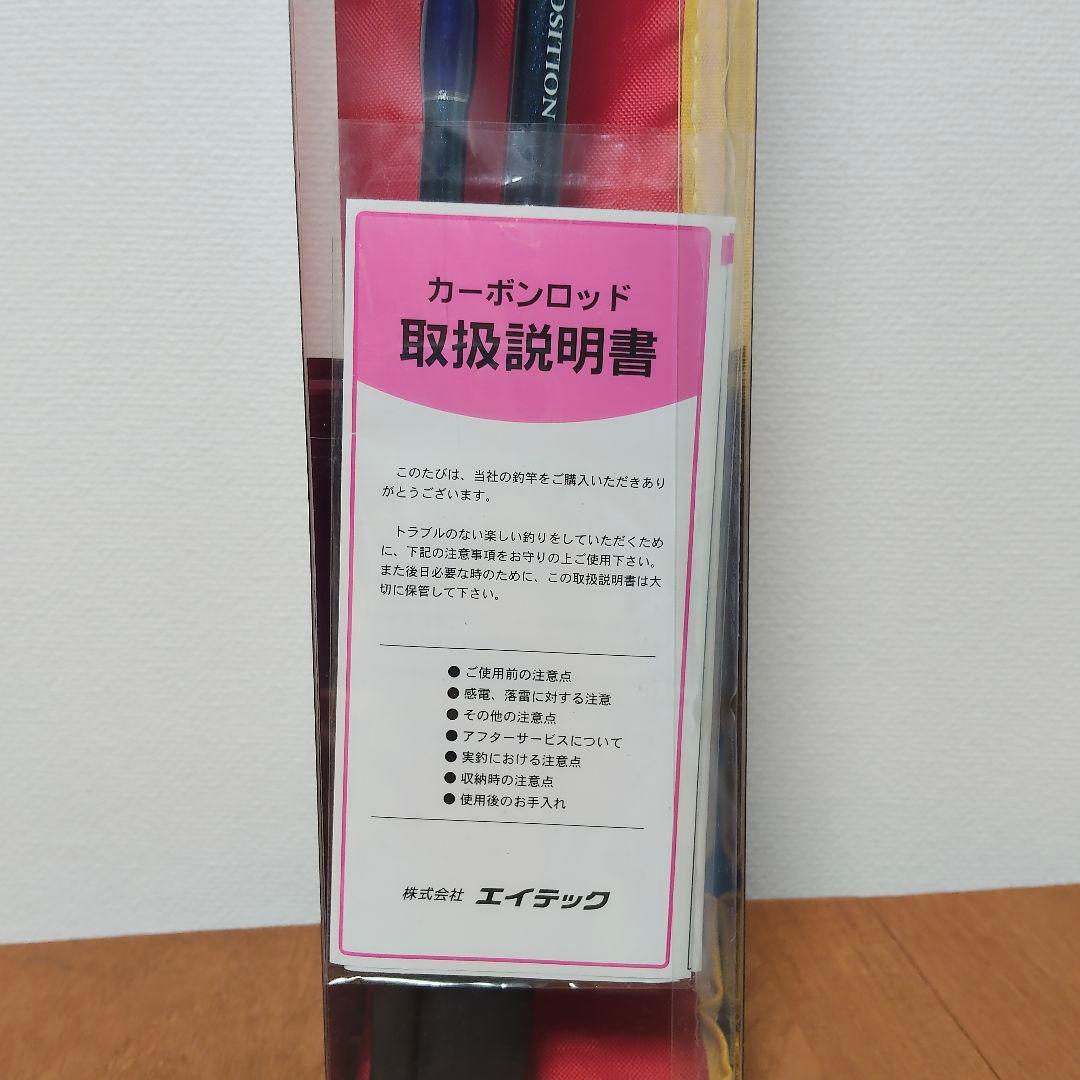 OSITION
カーボンロッド
取扱説明書
このたびは、当社の釣竿をご購入いただきあり
がとうございます。
トラブルのない楽しい釣りをしていただくため
に、下記の注意事項をお守りの上ご使用下さい。
また後日必要な時のために、この取扱説明書は大
切に保管して下さい。
● ご使用前の注意点
● 感電、落雷に対する注意
● その他の注意点
● アフターサービスについて
● 実釣における注意点
● 収納時の注意点
● 使用後のお手入れ
株式会社 エイテック